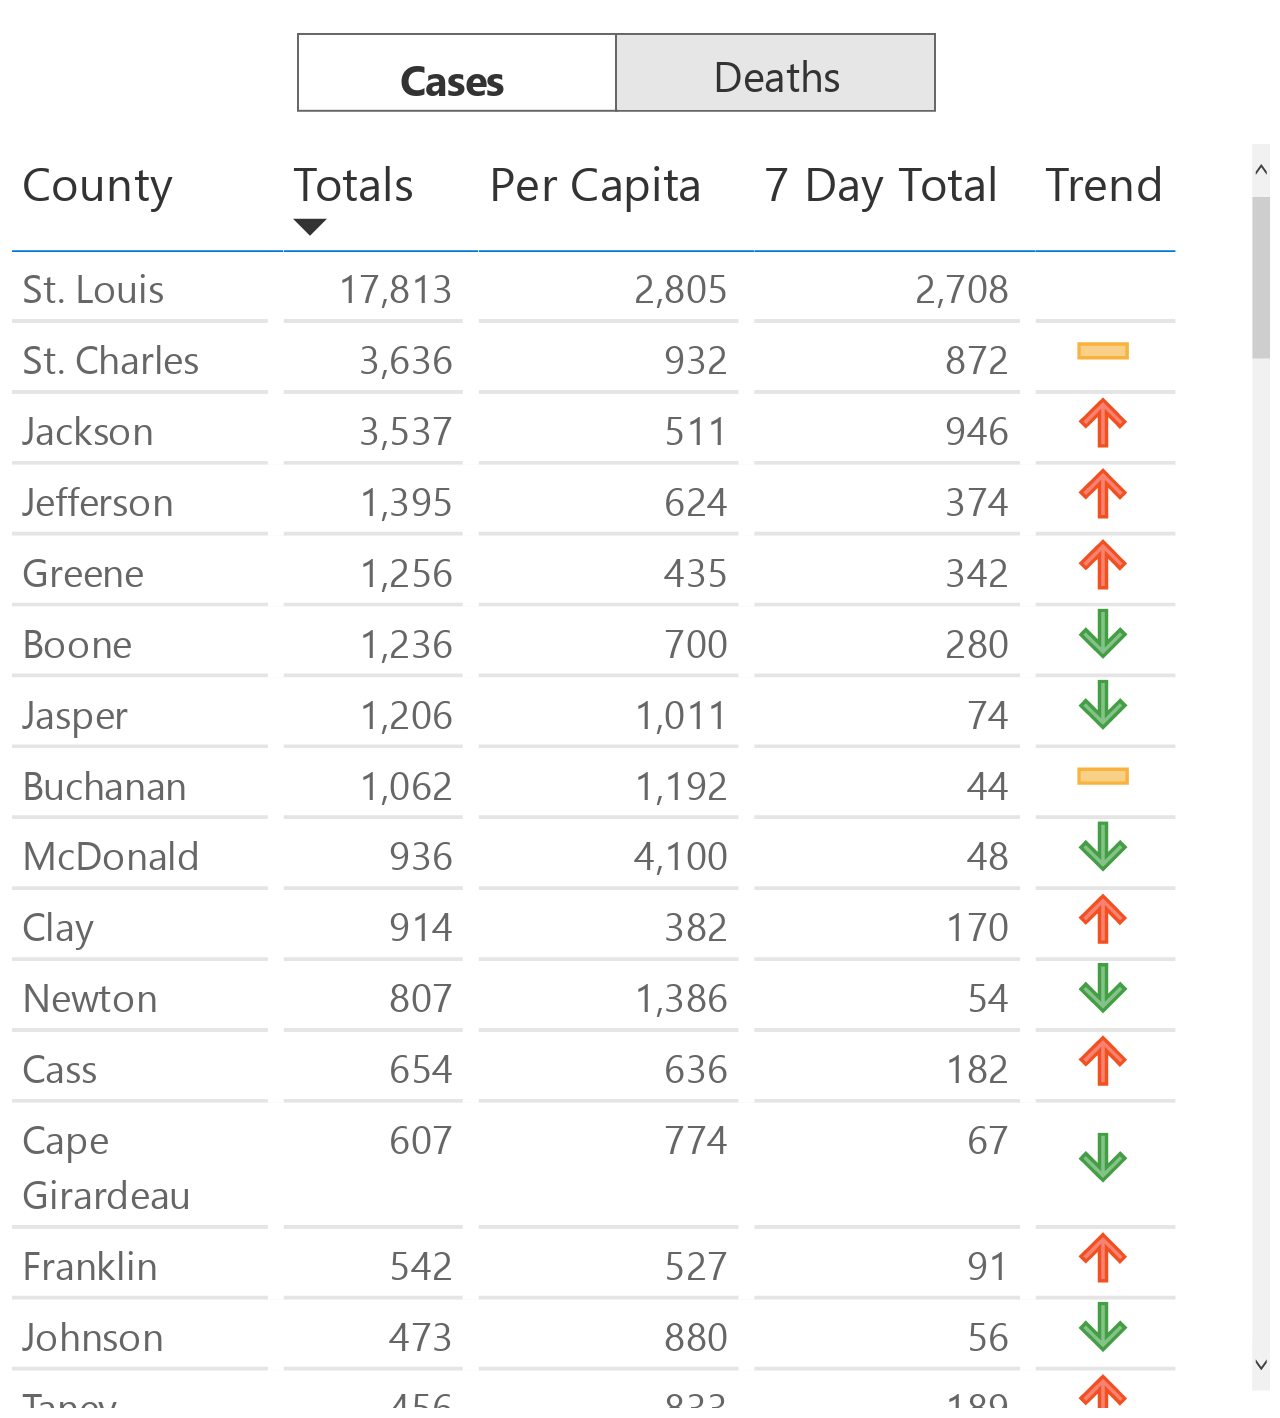 Cases Deaths
County Totals Per Capita 7 Day Total Trend
St. Louis 17,813 2,805 2,708
St. Charles 3,636 932 872
Jackson 3,537 511 946
Jefferson 1,395 624 374
Greene 1,256 435 342
Boone 1,236 700 280
Jasper 1,206 1,011 74
Buchanan 1,062 1,192 44
McDonald 936 4,100 48
Clay 914 382 170
Newton 807 1,386 54
Cass 654 636 182
Cape 607 774 67
Girardeau
Franklin 542 527 91
Johnson 473 880 56
Taney 456 833 189